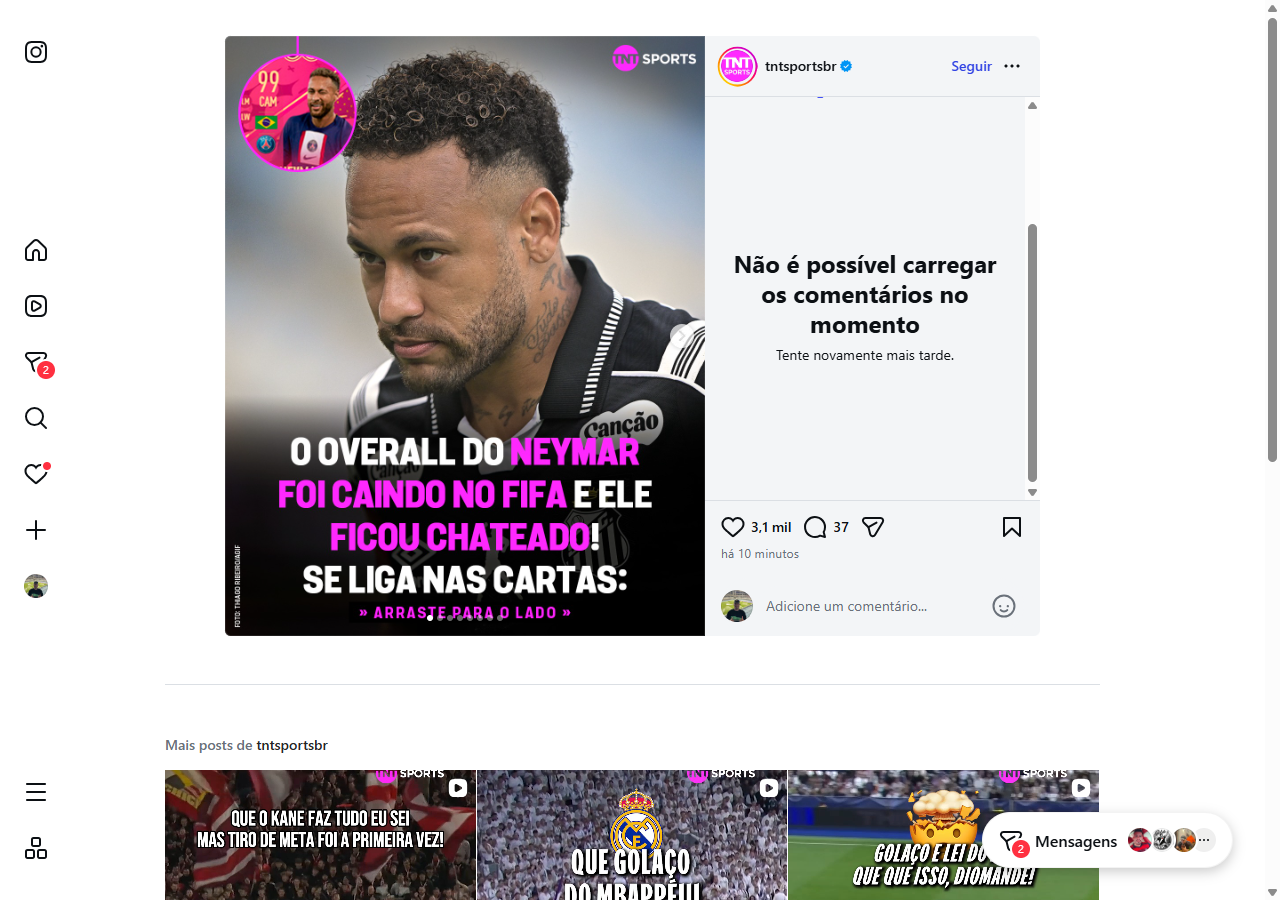 TNT SPORTS
99
CAM
O OVERALL DO NEYMAR
FOI CAINDO NO FIFA E ELE
FICOU CHATEADO!
SE LIGA NAS CARTAS:
» ARRASTE PARA O LADO »
FOTO: THIAGO RIBEIRO/AGIF
Canção
TNT SPORTS
tntsportsbr
Seguir
Não é possível carregar
os comentários no
momento
Tente novamente mais tarde.
3,1 mil
37
há 10 minutos
Adicione um comentário...
2
Mais posts de tntsportsbr
TNT SPORTS
QUE O KANE FAZ TUDO EU SEI
MAS TIRO DE META FOI A PRIMEIRA VEZ!
TNT SPORTS
QUE GOLAÇO
DO MBAPPÉ!!!
TNT SPORTS
GOLAÇO E LEI DO
QUE QUE ISSO, DIOMANDE!
2
Mensagens